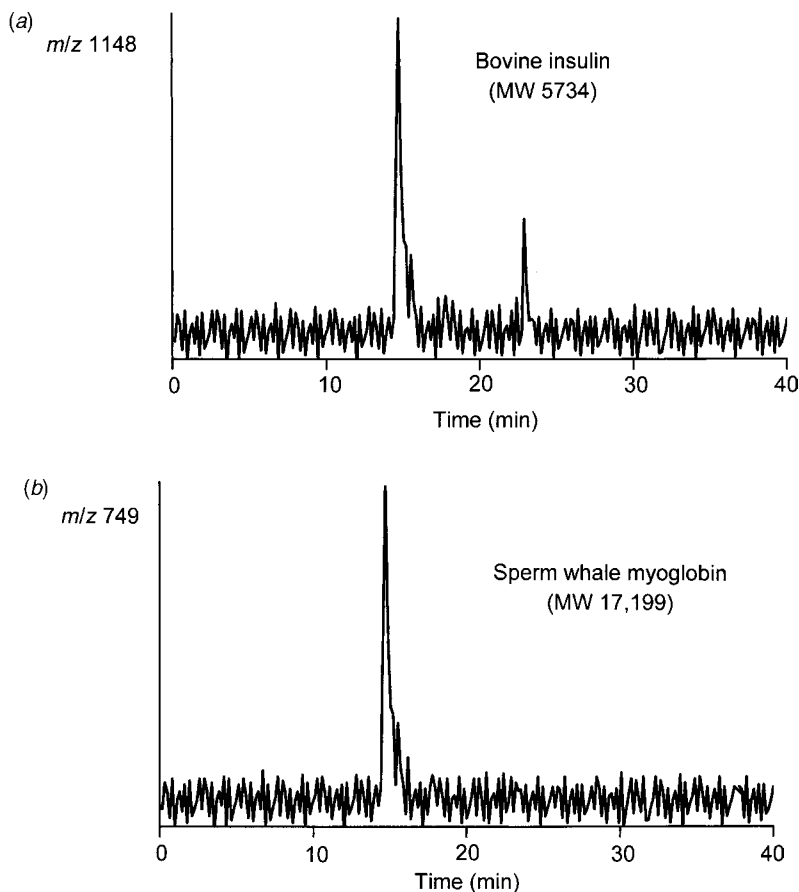 (a)
m/z 1148
Bovine insulin
(MW 5734)
0 10 20 30 40
Time (min)
(b)
m/z 749
Sperm whale myoglobin
(MW 17,199)
0 10 20 30 40
Time (min)